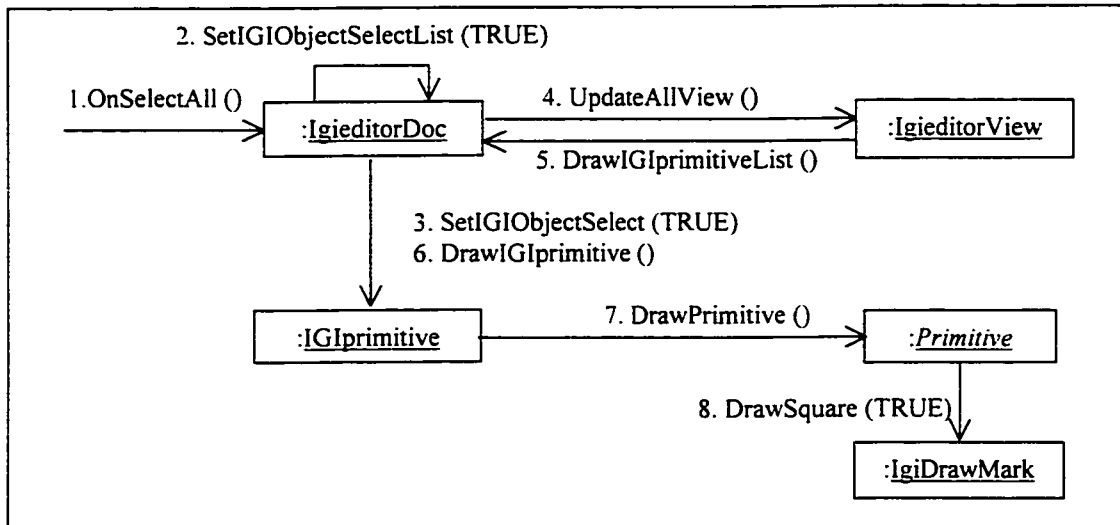 2. SetIGIObjectSelectList (TRUE)
1.OnSelectAll ()
4. UpdateAllView ()
:IgieditorDoc
:IgieditorView
5. DrawIGIprimitiveList ()
3. SetIGIObjectSelect (TRUE)
6. DrawIGIprimitive ()
7. DrawPrimitive ()
:IGIprimitive
:Primitive
8. DrawSquare (TRUE)
:IgiDrawMark